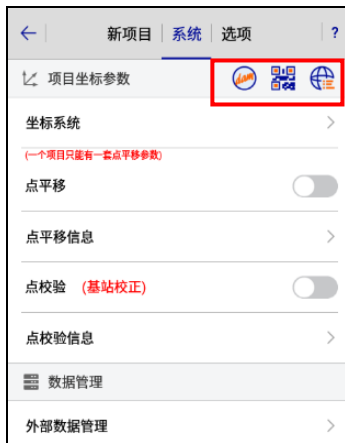 新项目 系统 选项 ?
项目坐标参数 dam
坐标系统
(一个项目只能有一套点平移参数)
点平移
点平移信息
点校验 (基站校正)
点校验信息
数据管理
外部数据管理